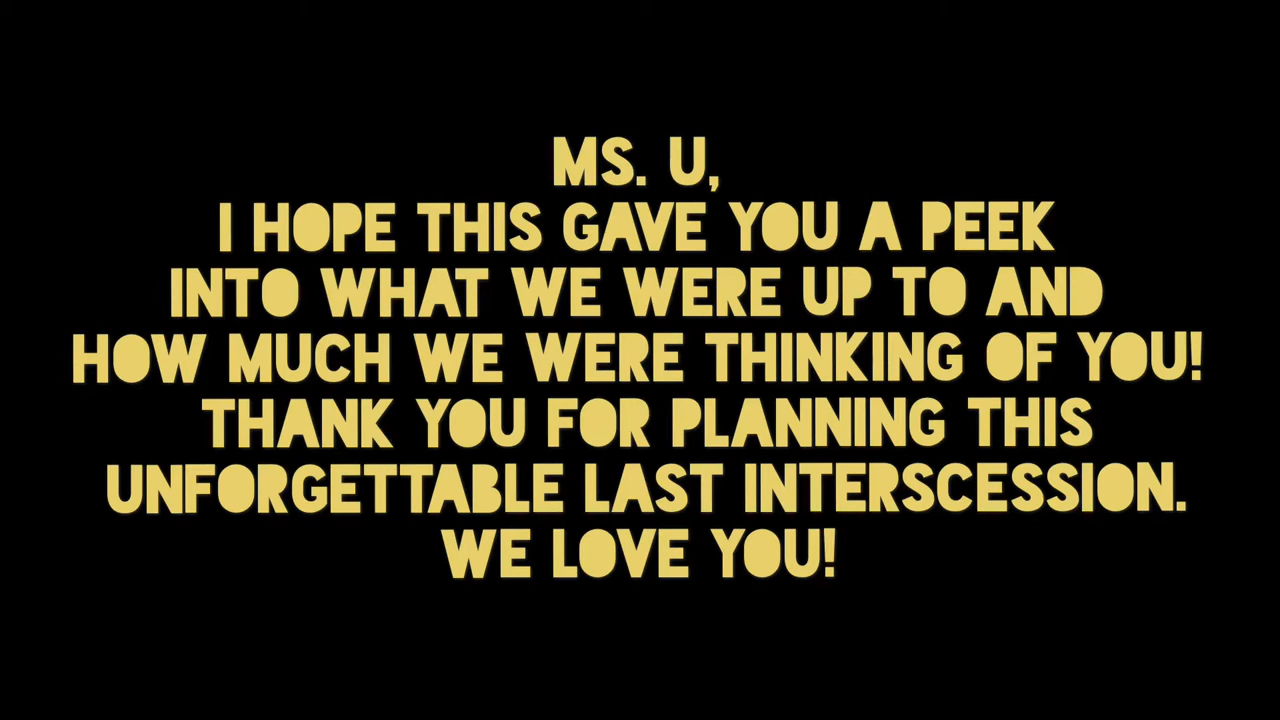 MS. U,
I HOPE THIS GAVE YOU A PEEK
INTO WHAT WE WERE UP TO AND
HOW MUCH WE WERE THINKING OF YOU!
THANK YOU FOR PLANNING THIS
UNFORGETTABLE LAST INTERSCESSION.
WE LOVE YOU!